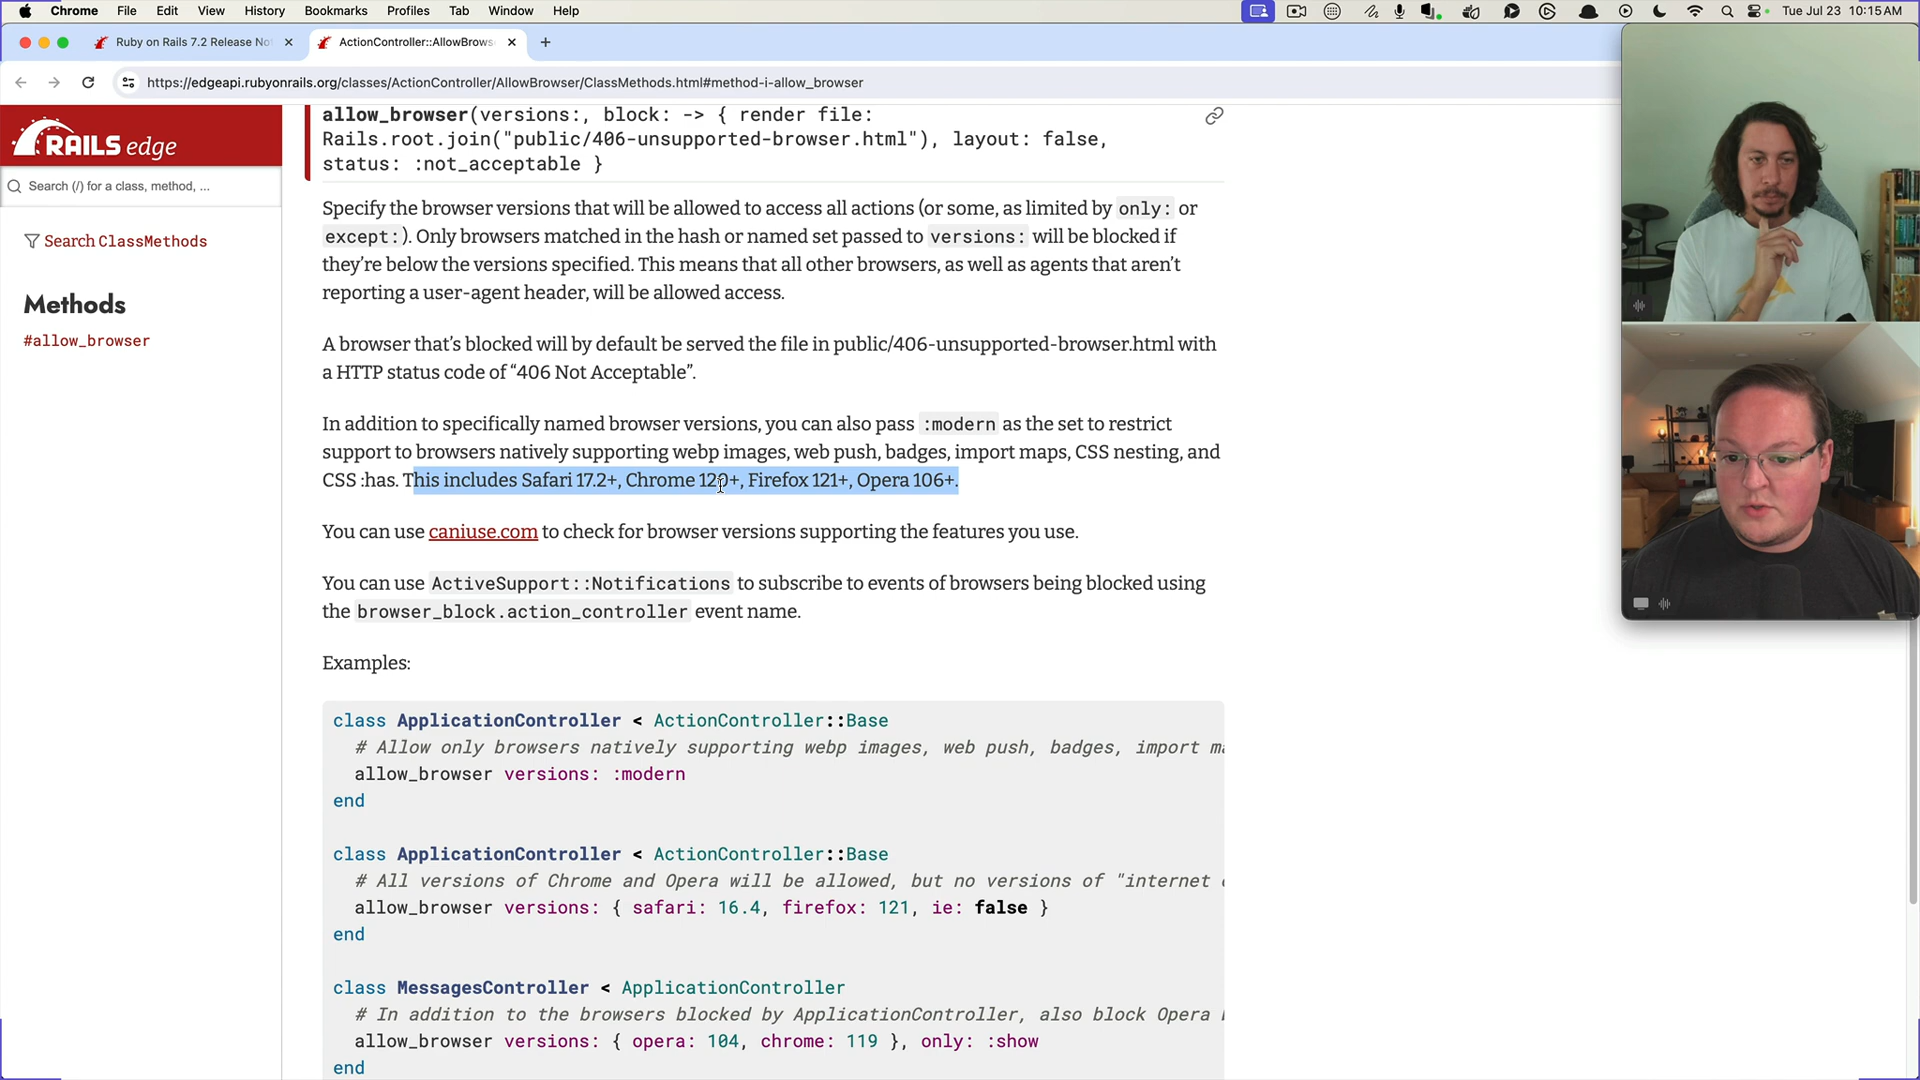 Chrome File Edit View History Bookmarks Profiles Tab Window Help Tue Jul 23 10:15 AM
Ruby on Rails 7.2 Release No
ActionController::AllowBrows
https://edgeapi.rubyonrails.org/classes/ActionController/AllowBrowser/ClassMethods.html#method-i-allow_browser
RAILS edge
Search (/) for a class, method, ...
Search ClassMethods
Methods
#allow_browser
allow_browser(versions:, block: -> { render file:
Rails.root.join("public/406-unsupported-browser.html"), layout: false,
status: :not_acceptable }
Specify the browser versions that will be allowed to access all actions (or some, as limited by only: or
except:). Only browsers matched in the hash or named set passed to versions: will be blocked if
they’re below the versions specified. This means that all other browsers, as well as agents that aren’t
reporting a user-agent header, will be allowed access.
A browser that’s blocked will by default be served the file in public/406-unsupported-browser.html with
a HTTP status code of “406 Not Acceptable”.
In addition to specifically named browser versions, you can also pass :modern as the set to restrict
support to browsers natively supporting webp images, web push, badges, import maps, CSS nesting, and
CSS :has. This includes Safari 17.2+, Chrome 120+, Firefox 121+, Opera 106+.
You can use caniuse.com to check for browser versions supporting the features you use.
You can use ActiveSupport::Notifications to subscribe to events of browsers being blocked using
the browser_block.action_controller event name.
Examples:
class ApplicationController < ActionController::Base
# Allow only browsers natively supporting webp images, web push, badges, import ma
allow_browser versions: :modern
end
class ApplicationController < ActionController::Base
# All versions of Chrome and Opera will be allowed, but no versions of "internet
allow_browser versions: { safari: 16.4, firefox: 121, ie: false }
end
class MessagesController < ApplicationController
# In addition to the browsers blocked by ApplicationController, also block Opera
allow_browser versions: { opera: 104, chrome: 119 }, only: :show
end